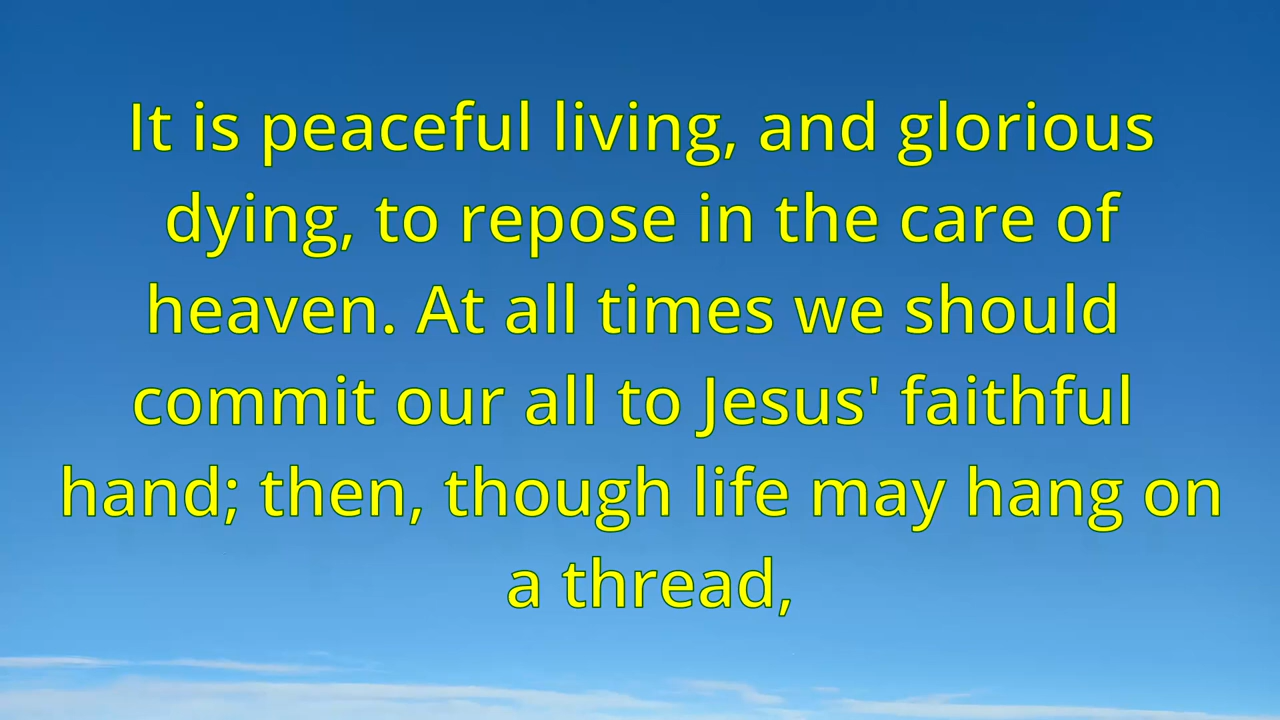 It is peaceful living, and glorious
dying, to repose in the care of
heaven. At all times we should
commit our all to Jesus' faithful
hand; then, though life may hang on
a thread,